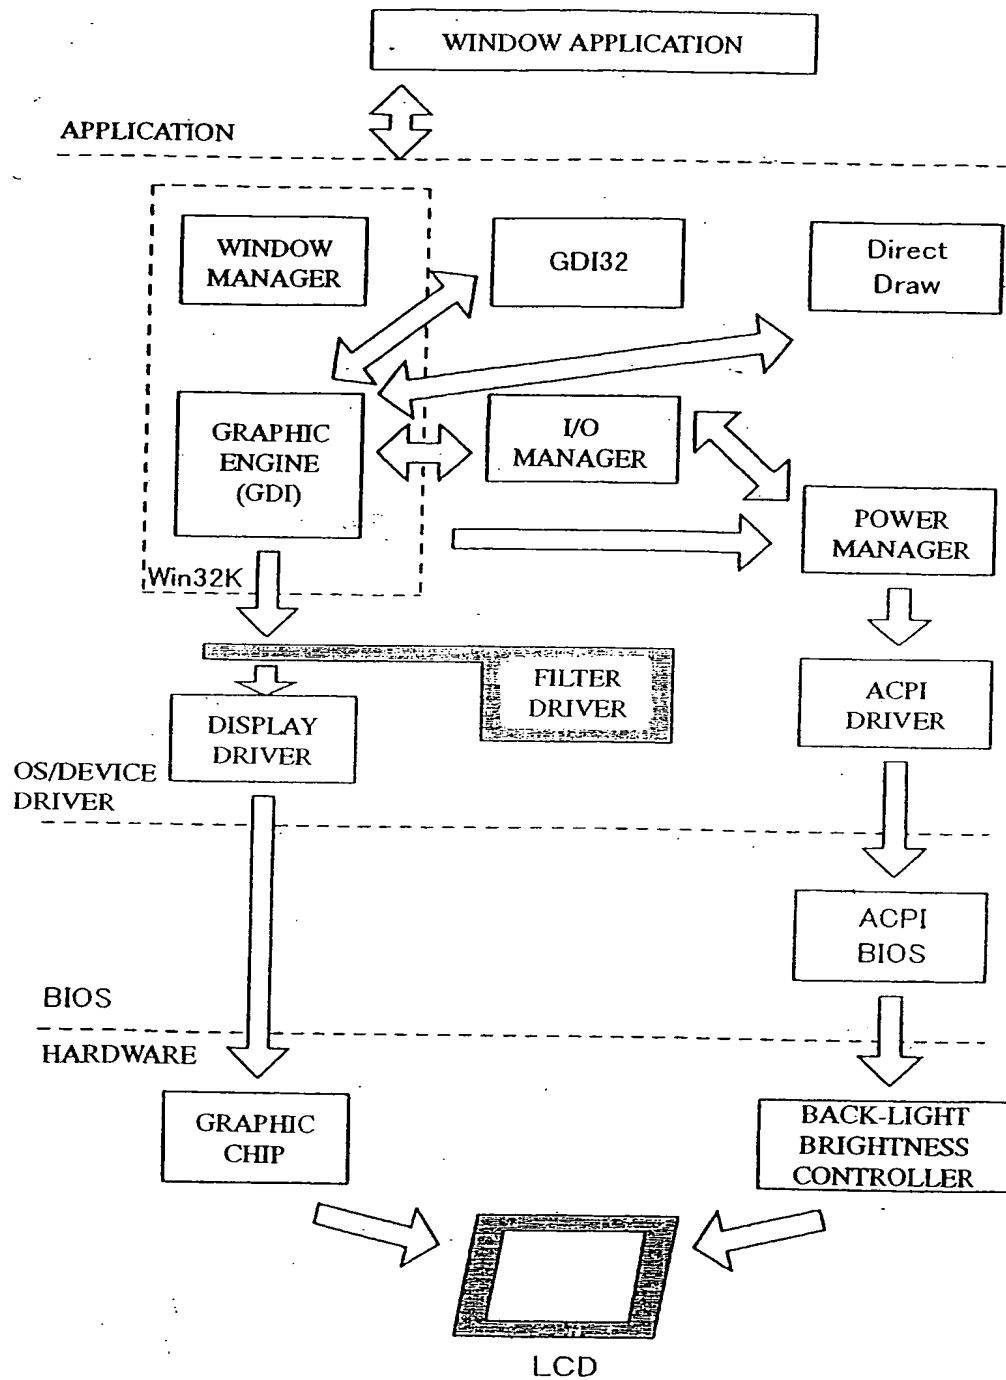 WINDOW APPLICATION
APPLICATION
WINDOW
MANAGER
GDI32
Direct
Draw
GRAPHIC
ENGINE
(GDI)
I/O
MANAGER
POWER
MANAGER
Win32K
FILTER
DRIVER
DISPLAY
DRIVER
ACPI
DRIVER
OS/DEVICE
DRIVER
ACPI
BIOS
BIOS
HARDWARE
GRAPHIC
CHIP
BACK-LIGHT
BRIGHTNESS
CONTROLLER
LCD